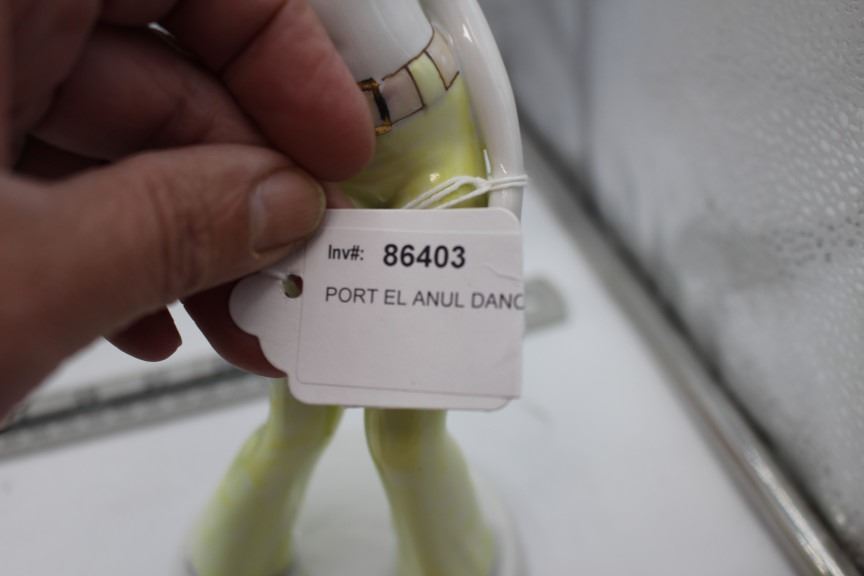 Inv#: 86403
PORT EL ANUL DANC